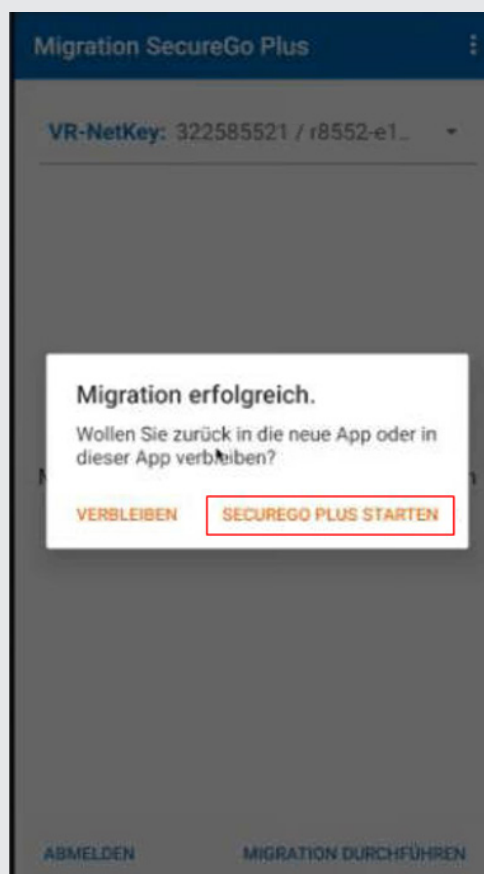 Migration SecureGo Plus
VR-NetKey: 322585521 / r8552-e1...
Migration erfolgreich.
Wollen Sie zurück in die neue App oder in
dieser App verbleiben?
VERBLEIBEN SECUREGO PLUS STARTEN
ABMELDEN MIGRATION DURCHFÜHREN